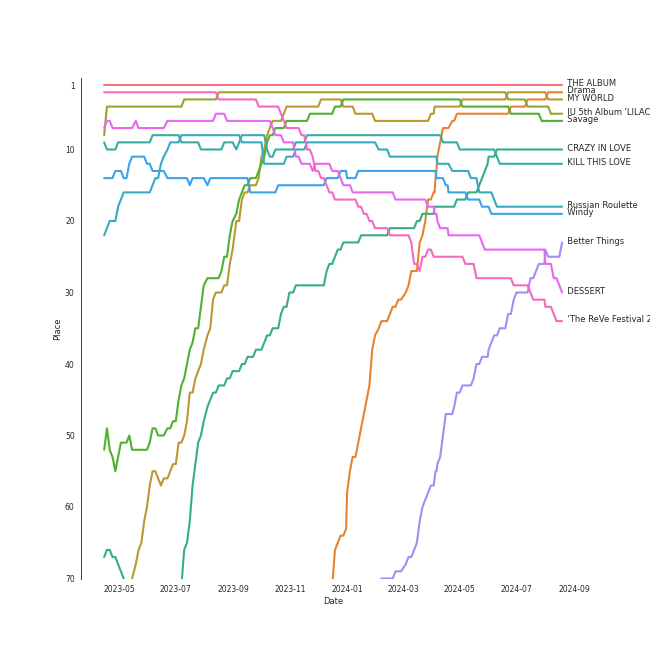 1
10
20
30
40
50
60
70
Place
2023-05
2023-07
2023-09
2023-11
2024-01
2024-03
2024-05
2024-07
2024-09
Date
THE ALBUM
Drama
MY WORLD
IU 5th Album 'LILAC
Savage
CRAZY IN LOVE
KILL THIS LOVE
Russian Roulette
Windy
Better Things
DESSERT
'The ReVe Festival 2